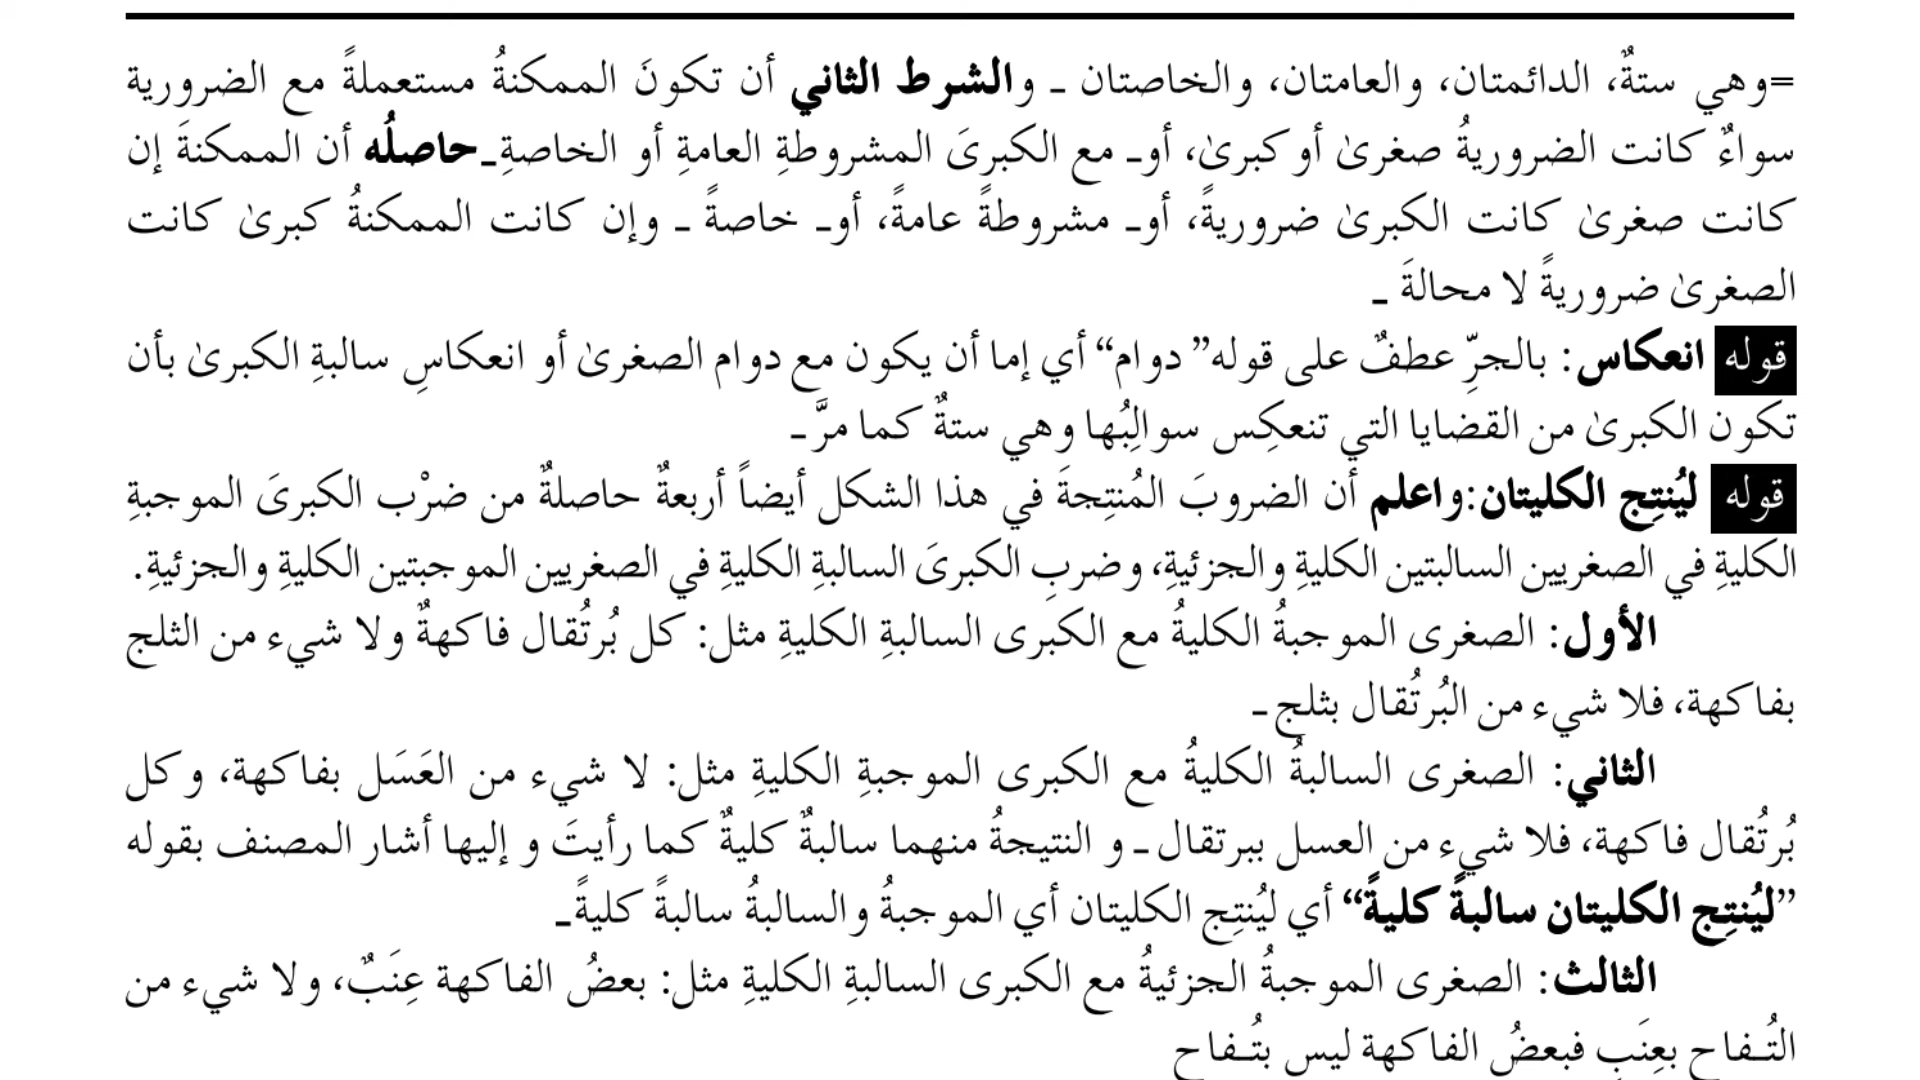 =وهي ستةٌ، الدائمتان، والعامتان، والخاصتان ـ والشرط الثاني أن تكونَ الممكنةُ مستعملةً مع الضرورية
سواءٌ كانت الضروريةُ صغرىٰ أو كبرىٰ، أوـ مع الكبرىَ المشروطةِ العامةِ أو الخاصةِـ حاصلُه أن الممكنةَ إن
كانت صغرىٰ كانت الكبرىٰ ضروريةً، أوـ مشروطةً عامةً، أوـ خاصةً ـ وإن كانت الممكنةُ كبرىٰ كانت
الصغرىٰ ضروريةً لا محالةَ ـ
قوله انعكاس: بالجرِّ عطفٌ على قوله” دوام“ أي إما أن يكون مع دوام الصغرىٰ أو انعكاسِ سالبةِ الكبرىٰ بأن
تكون الكبرىٰ من القضايا التي تنعكِس سوالِبُها وهي ستةٌ كما مرَّـ
قوله ليُنتِج الكليتان:واعلم أن الضروبَ المُنتِجةَ في هذا الشكل أيضاً أربعةٌ حاصلةٌ من ضرْب الكبرىَ الموجبةِ
الكليةِ في الصغريين السالبتين الكليةِ والجزئيةِ، وضربِ الكبرىَ السالبةِ الكليةِ في الصغريين الموجبتين الكليةِ والجزئيةِ.
الأول: الصغرى الموجبةُ الكليةُ مع الكبرى السالبةِ الكليةِ مثل: كل بُرتُقال فاكهةٌ ولا شيء من الثلج
بفاكهة، فلا شيء من البُرتُقال بثلج ـ
الثاني: الصغرى السالبةُ الكليةُ مع الكبرى الموجبةِ الكليةِ مثل: لا شيء من العَسَل بفاكهة، وكل
بُرتُقال فاكهة، فلا شيء من العسل ببرتقال ـ و النتيجةُ منهما سالبةٌ كليةٌ كما رأيتَ و إليها أشار المصنف بقوله
”ليُنتِج الكليتان سالبةً كليةً“ أي ليُنتِج الكليتان أي الموجبةُ والسالبةُ سالبةً كليةًـ
الثالث: الصغرى الموجبةُ الجزئيةُ مع الكبرى السالبةِ الكليةِ مثل: بعضُ الفاكهة عِنَبٌ، ولا شيء من
التُـفاح بعِنَبٍ فبعضُ الفاكهة ليس بتُـفاح